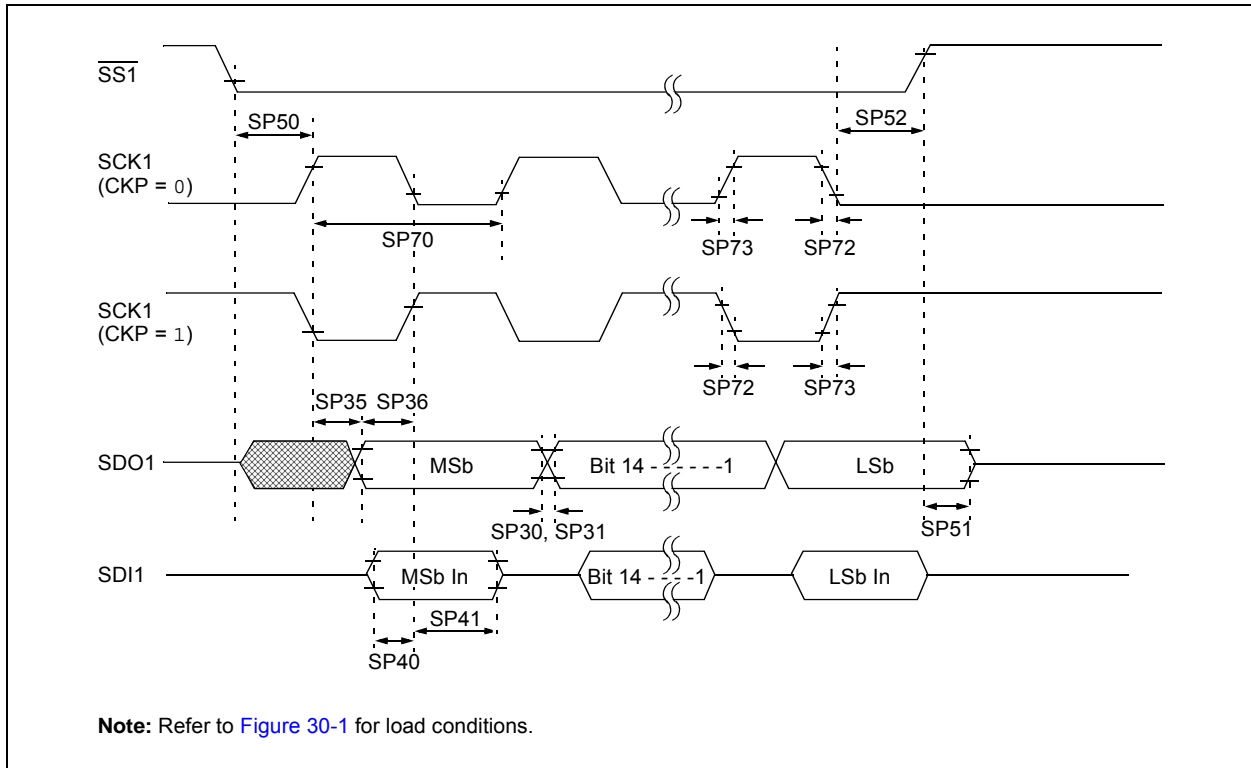 SS1
SP50
SP52
SCK1
(CKP = 0)
SP70
SP73
SP72
SCK1
(CKP = 1)
SP72
SP73
SP35
SP36
SDO1
MSb
Bit 14 - - - - - - -1
LSb
SP30, SP31
SP51
SDI1
MSb In
Bit 14 - - - - -1
LSb In
SP41
SP40
Note: Refer to Figure 30-1 for load conditions.